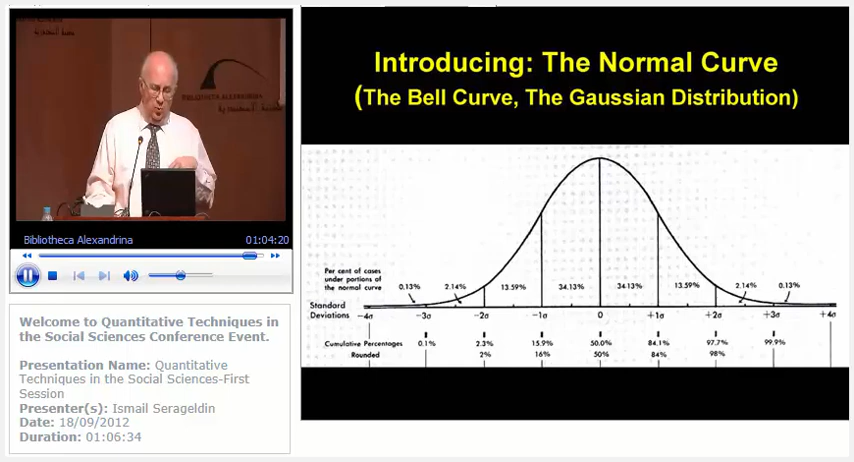 BIBLIOTHECA ALEXANDRINA
Bibliotheca Alexandrina
01:04:20
Welcome to Quantitative Techniques in
the Social Sciences Conference Event.
Presentation Name: Quantitative
Techniques in the Social Sciences-First
Session
Presenter(s): Ismail Serageldin
Date: 18/09/2012
Duration: 01:06:34
Introducing: The Normal Curve
(The Bell Curve, The Gaussian Distribution)
Per cent of cases
under portions of
the normal curve
0.13% 2.14% 13.59% 34.13% 34.13% 13.59% 2.14% 0.13%
Standard
Deviations
-4σ -3σ -2σ -1σ 0 +1σ +2σ +3σ +4σ
Cumulative Percentages 0.1% 2.3% 15.9% 50.0% 84.1% 97.7% 99.9%
Rounded 2% 16% 50% 84% 98%